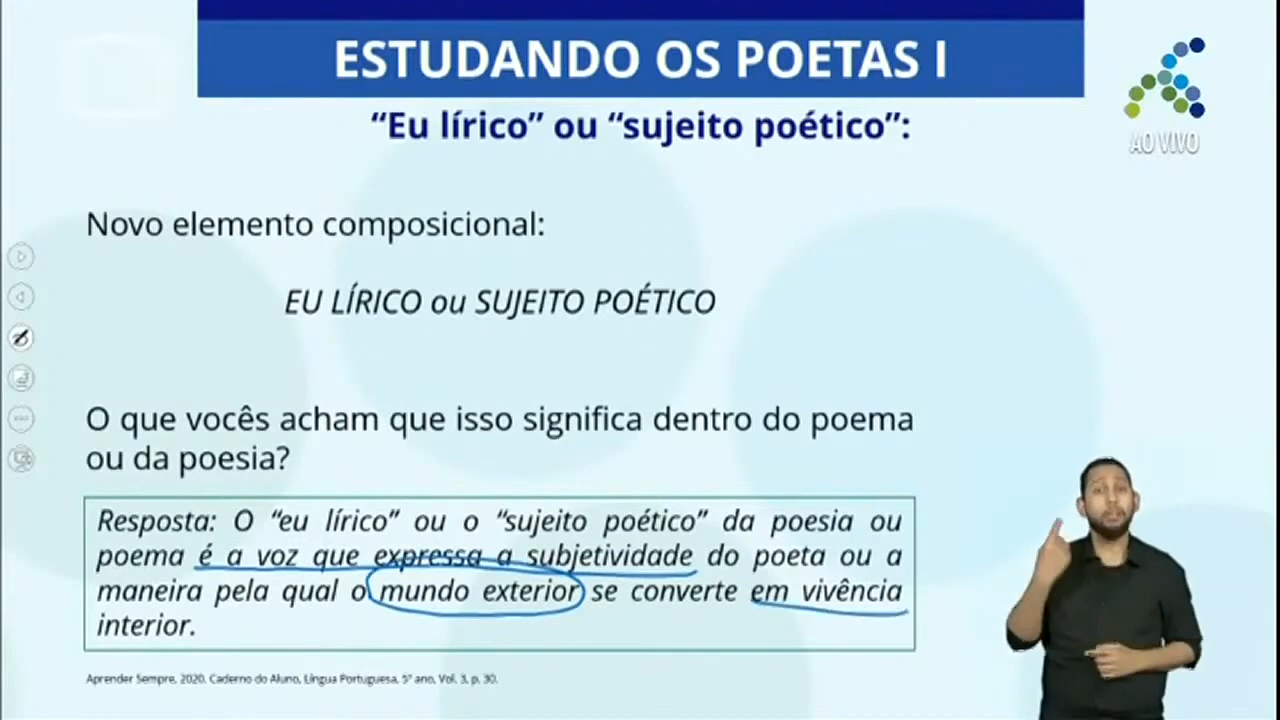 ESTUDANDO OS POETAS I
“Eu lírico” ou “sujeito poético”:
AO VIVO
Novo elemento composicional:
EU LÍRICO ou SUJEITO POÉTICO
O que vocês acham que isso significa dentro do poema
ou da poesia?
Resposta: O “eu lírico” ou o “sujeito poético” da poesia ou
poema é a voz que expressa a subjetividade do poeta ou a
maneira pela qual o mundo exterior se converte em vivência
interior.
Aprender Sempre, 2020. Caderno do Aluno, Língua Portuguesa, 5º ano, Vol. 3, p. 30.